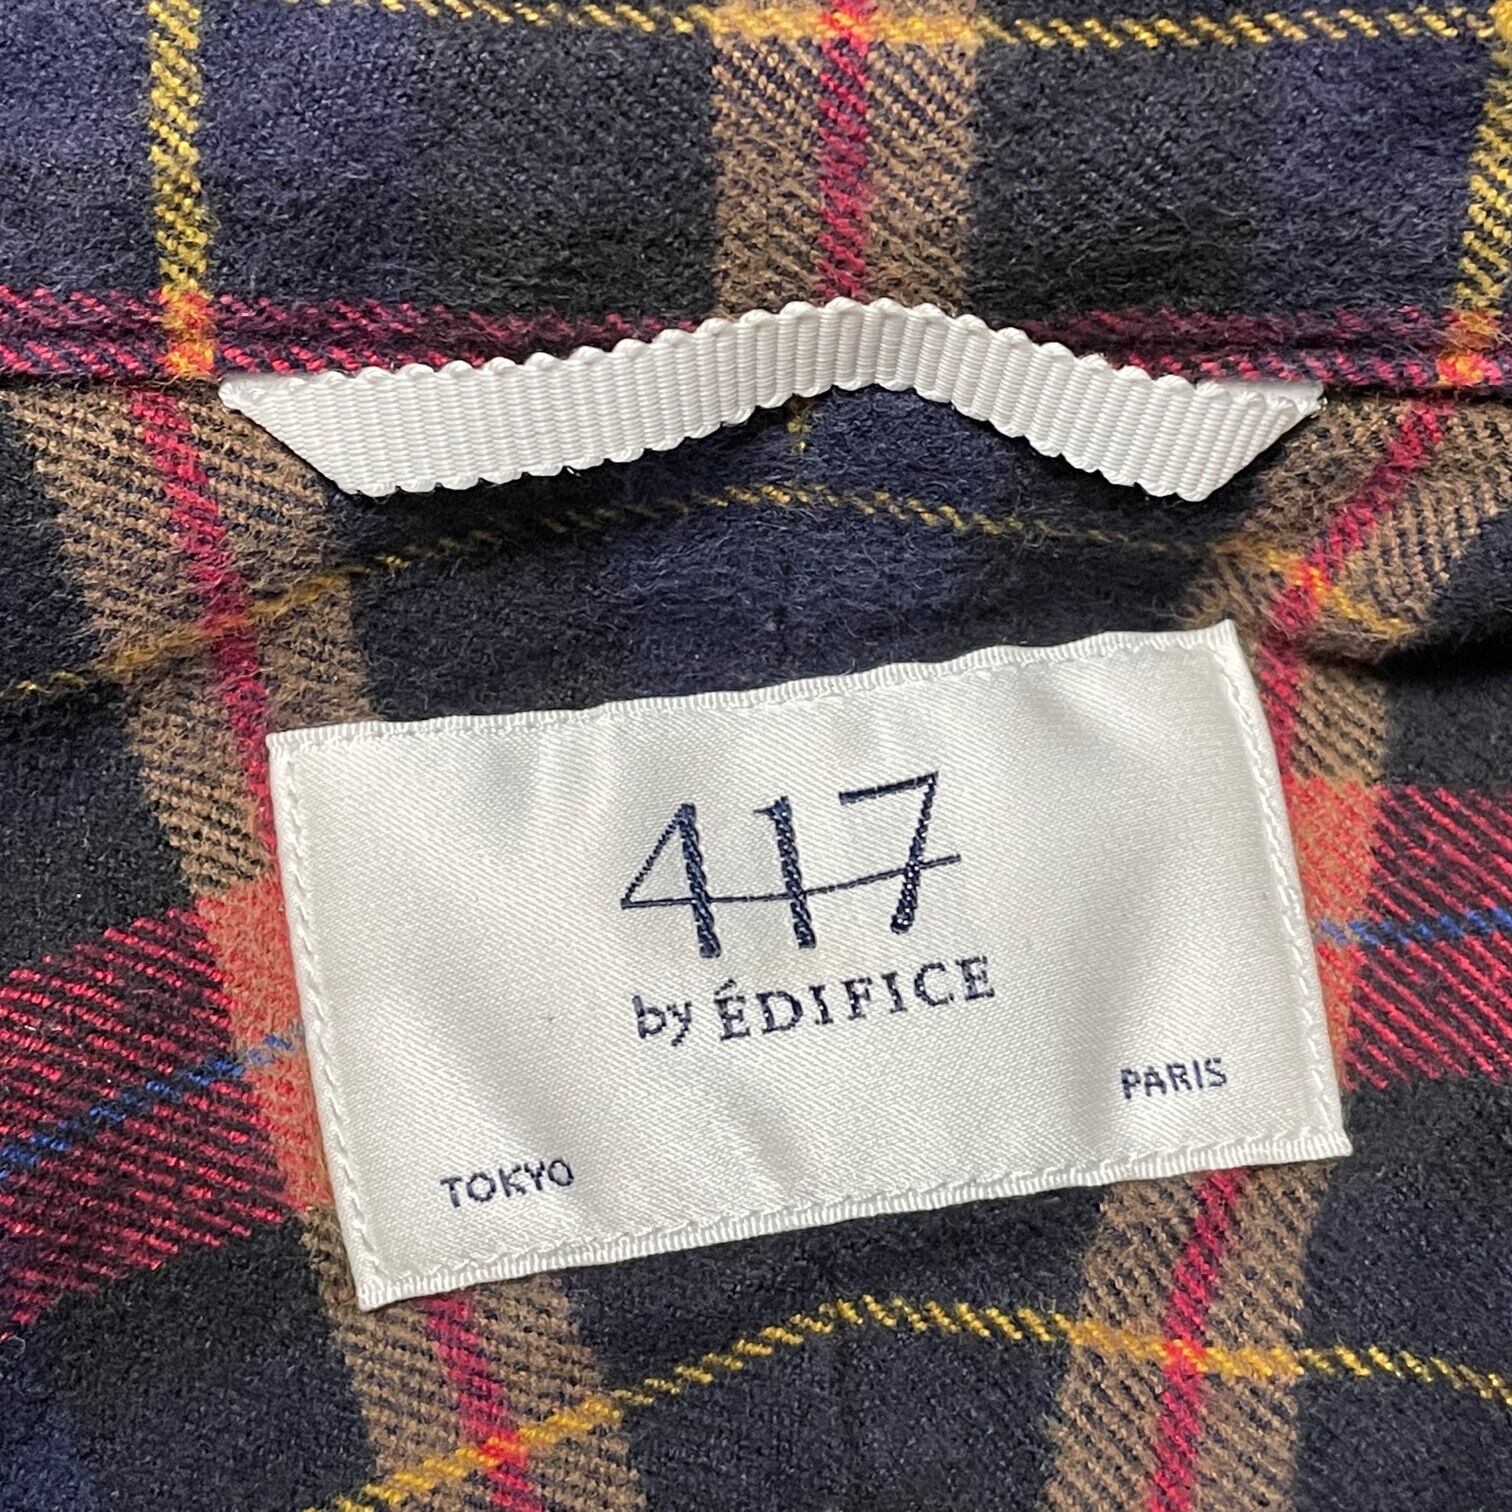 417
by ÉDIFICE
PARIS
TOKYO